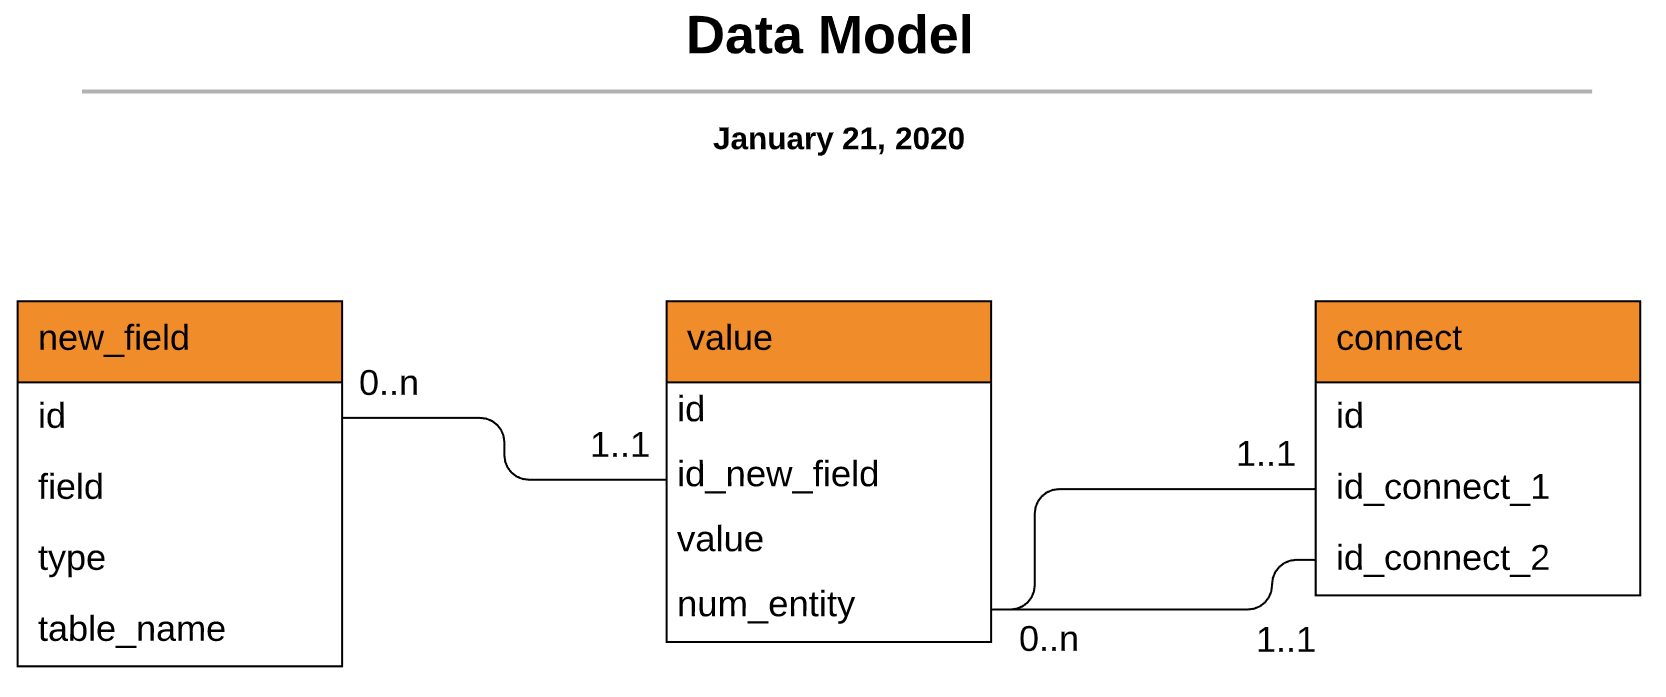 Data Model
January 21, 2020
new_field
id
field
type
table_name
0..n
1..1
value
id
id_new_field
value
num_entity
0..n
1..1
1..1
connect
id
id_connect_1
id_connect_2